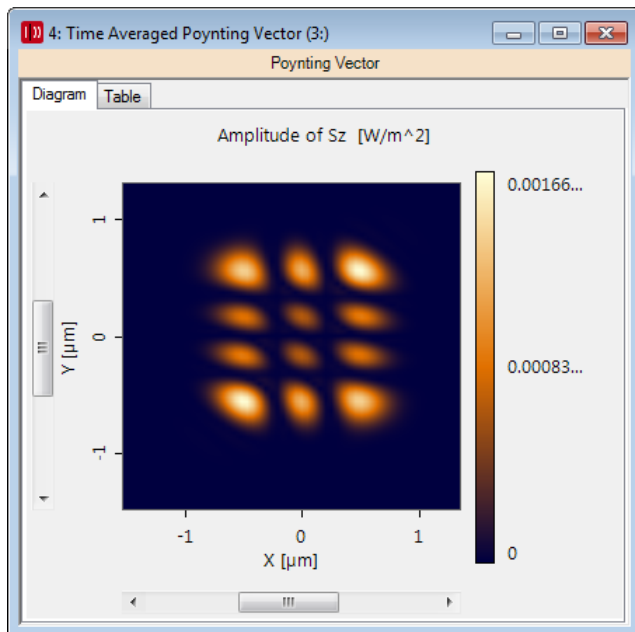 4: Time Averaged Poynting Vector (3:)
Poynting Vector
Diagram Table
Amplitude of Sz [W/m^2]
0.00166...
0.00083...
0
1
0
-1
Y [µm]
-1 0 1
X [µm]